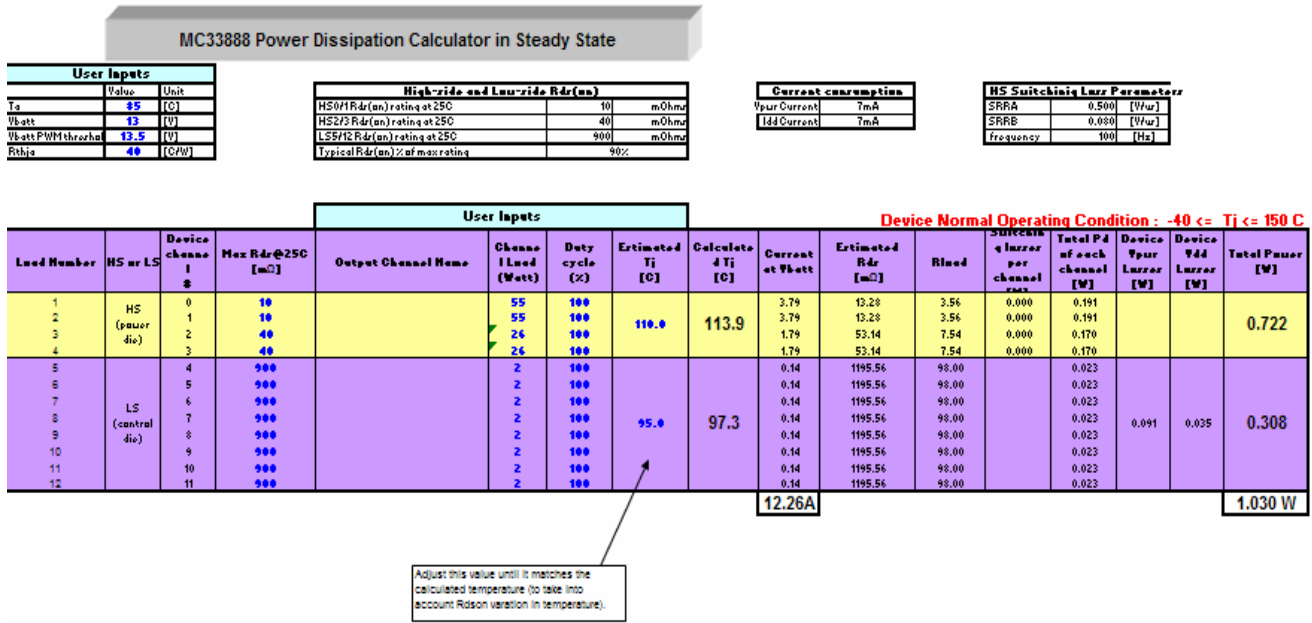 MC33888 Power Dissipation Calculator in Steady State
User Inputs
Value Unit
Ta 85 [C]
Vbatt 13 [V]
Vbatt PWM threshol 13.5 [V]
Rthja 40 [C/W]
High-side and Low-side Rdr(on)
HS0/1 Rdr(on) rating at 25C 10 mOhms
HS2/3 Rdr(on) rating at 25C 40 mOhms
LS5/12 Rdr(on) rating at 25C 900 mOhms
Typical Rdr(on) % of max rating 90%
Current consumption
Vpwr Current 7mA
Idd Current 7mA
HS Switching Loss Parameters
SRRA 0.500 [V/us]
SRRB 0.080 [V/us]
frequency 100 [Hz]
User Inputs
Device Normal Operating Condition : -40 <= Tj <= 150 C
Load Number HS or LS Device channel # Max Rdr@25C [mΩ] Output Channel Name Channel Load (Watt) Duty cycle (%) Estimated Tj [C] Calculated Tj [C] Current at Vbatt Estimated Rdr [mΩ] Rload losses per channel Total Pd of each channel [W] Device Vpwr Losses [W] Device Vdd Losses [W] Total Power [W]
1 0 10 55 100 3.79 13.28 3.56 0.000 0.191
2 1 10 55 100 3.79 13.28 3.56 0.000 0.191
HS (power die) 110.0 113.9 0.722
3 2 40 26 100 1.79 53.14 7.54 0.000 0.170
4 3 40 26 100 1.79 53.14 7.54 0.000 0.170
5 4 900 2 100 0.14 1195.56 98.00 0.023
6 5 900 2 100 0.14 1195.56 98.00 0.023
7 6 900 2 100 0.14 1195.56 98.00 0.023
8 7 900 2 100 0.14 1195.56 98.00 0.023
LS (control die) 95.0 97.3 0.091 0.035 0.308
9 8 900 2 100 0.14 1195.56 98.00 0.023
10 9 900 2 100 0.14 1195.56 98.00 0.023
11 10 900 2 100 0.14 1195.56 98.00 0.023
12 11 900 2 100 0.14 1195.56 98.00 0.023
12.26A 1.030 W
Adjust this value until it matches the
calculated temperature (to take into
account Rdson varation in temperature).